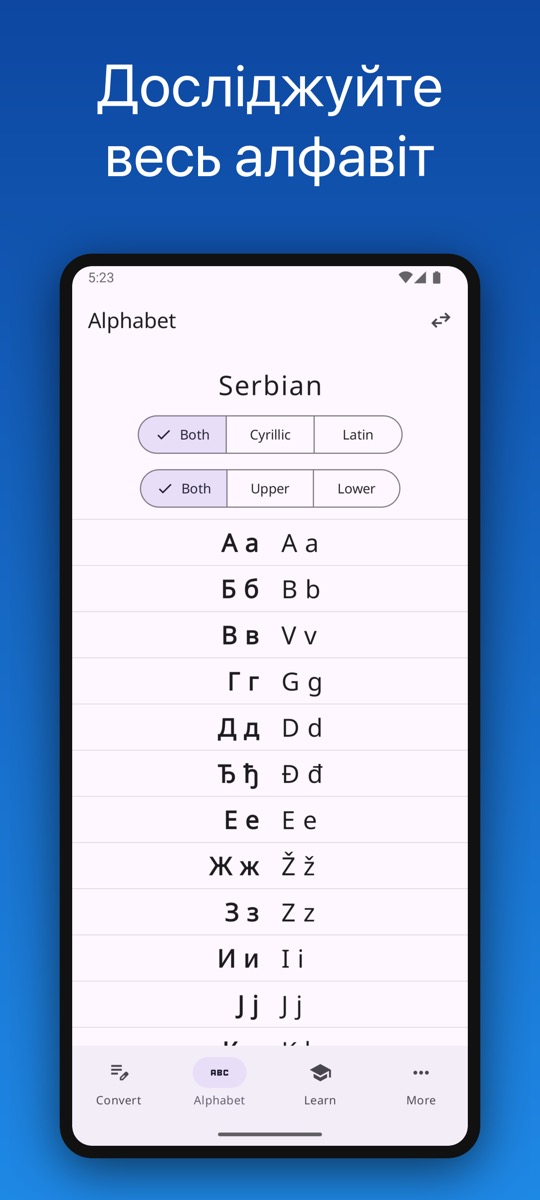 Досліджуйте
весь алфавіт
5:23
Alphabet
Serbian
Both Cyrillic Latin
Both Upper Lower
А а A a
Б б B b
В в V v
Г г G g
Д д D d
Ђ ђ Đ đ
Е е E e
Ж ж Ž ž
З з Z z
И и I i
Ј ј J j
ABC
Convert Alphabet Learn More